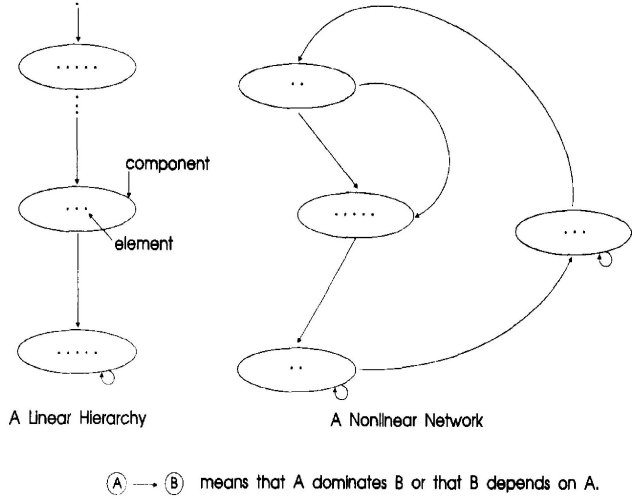 component
element
A Linear Hierarchy
A Nonlinear Network
A → B means that A dominates B or that B depends on A.